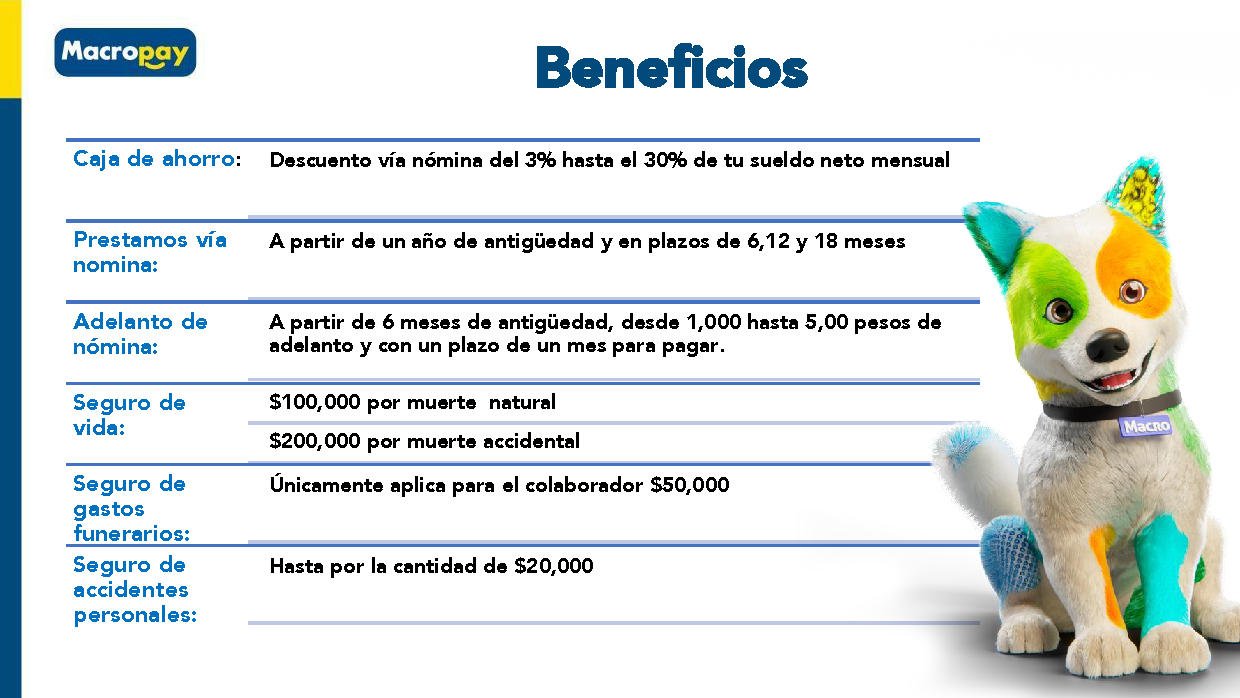 Macropay
Beneficios
Caja de ahorro:
Descuento vía nómina del 3% hasta el 30% de tu sueldo neto mensual
Prestamos vía
nomina:
A partir de un año de antigüedad y en plazos de 6,12 y 18 meses
Adelanto de
nómina:
A partir de 6 meses de antigüedad, desde 1,000 hasta 5,00 pesos de
adelanto y con un plazo de un mes para pagar.
Seguro de
vida:
$100,000 por muerte  natural
$200,000 por muerte accidental
Seguro de
gastos
funerarios:
Únicamente aplica para el colaborador $50,000
Seguro de
accidentes
personales:
Hasta por la cantidad de $20,000
Macro